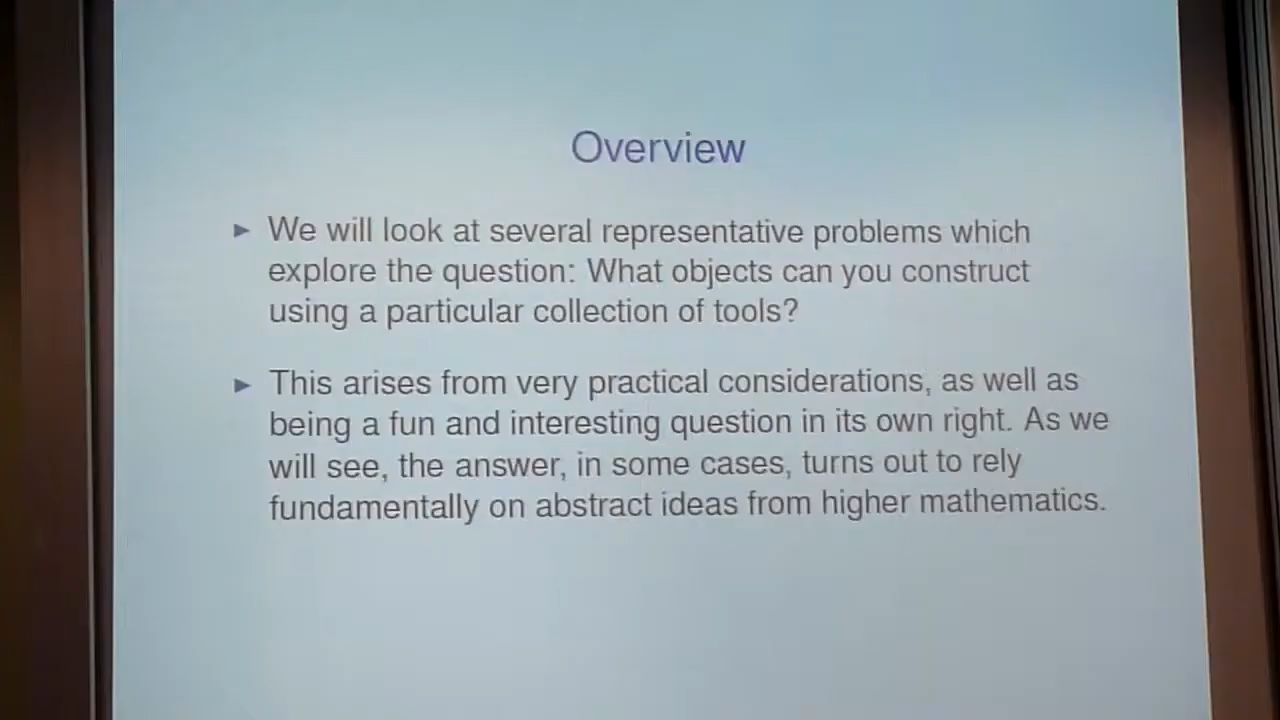 Overview
► We will look at several representative problems which
explore the question: What objects can you construct
using a particular collection of tools?
► This arises from very practical considerations, as well as
being a fun and interesting question in its own right. As we
will see, the answer, in some cases, turns out to rely
fundamentally on abstract ideas from higher mathematics.